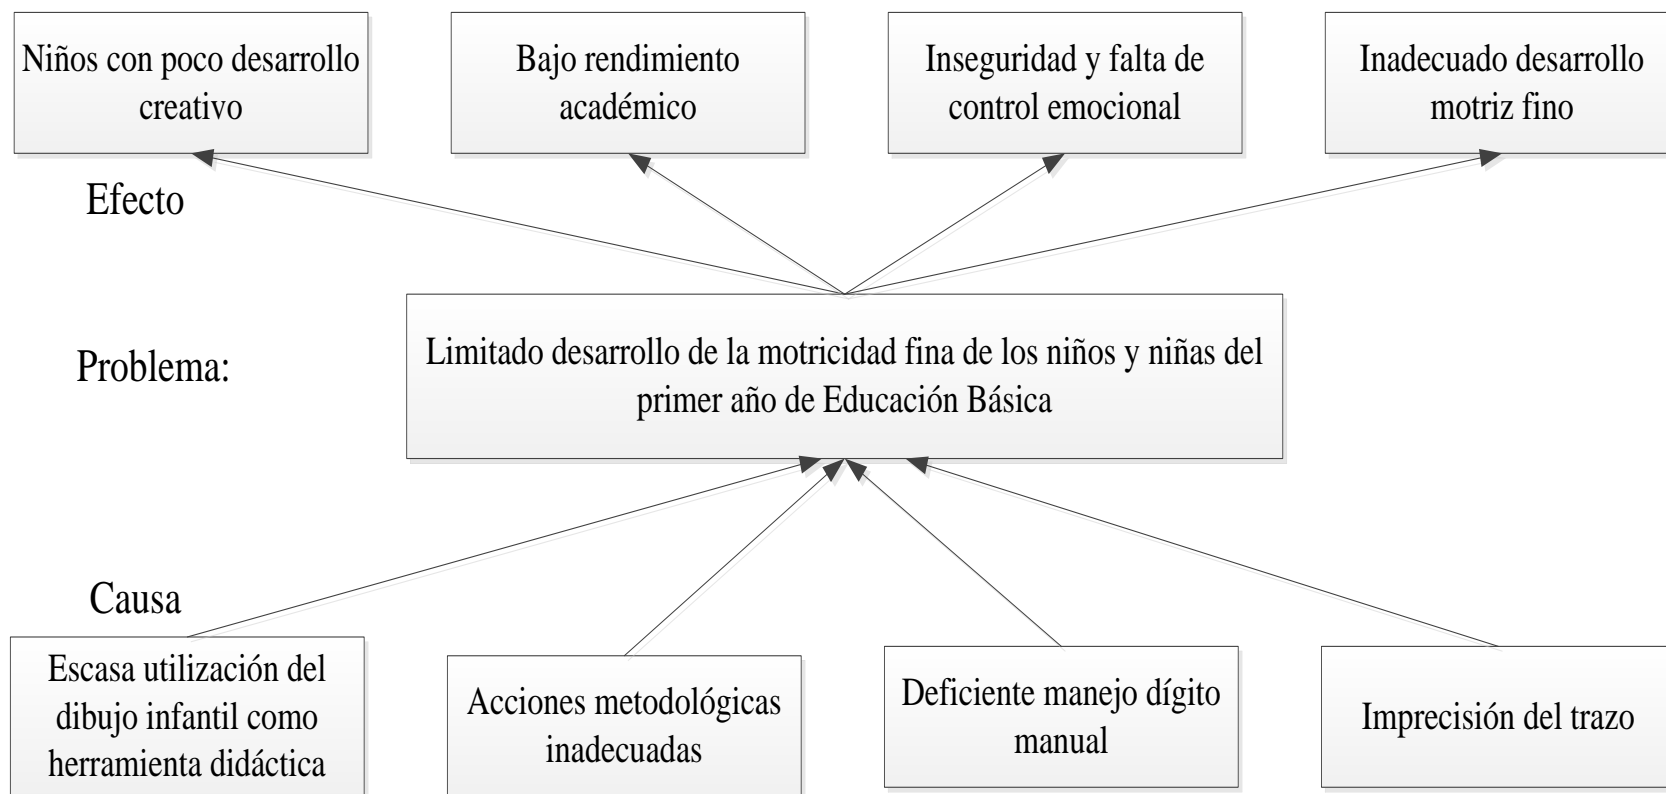 Niños con poco desarrollo
creativo
Bajo rendimiento
académico
Inseguridad y falta de
control emocional
Inadecuado desarrollo
motriz fino
Efecto
Problema:
Limitado desarrollo de la motricidad fina de los niños y niñas del
primer año de Educación Básica
Causa
Escasa utilización del
dibujo infantil como
herramienta didáctica
Acciones metodológicas
inadecuadas
Deficiente manejo dígito
manual
Imprecisión del trazo